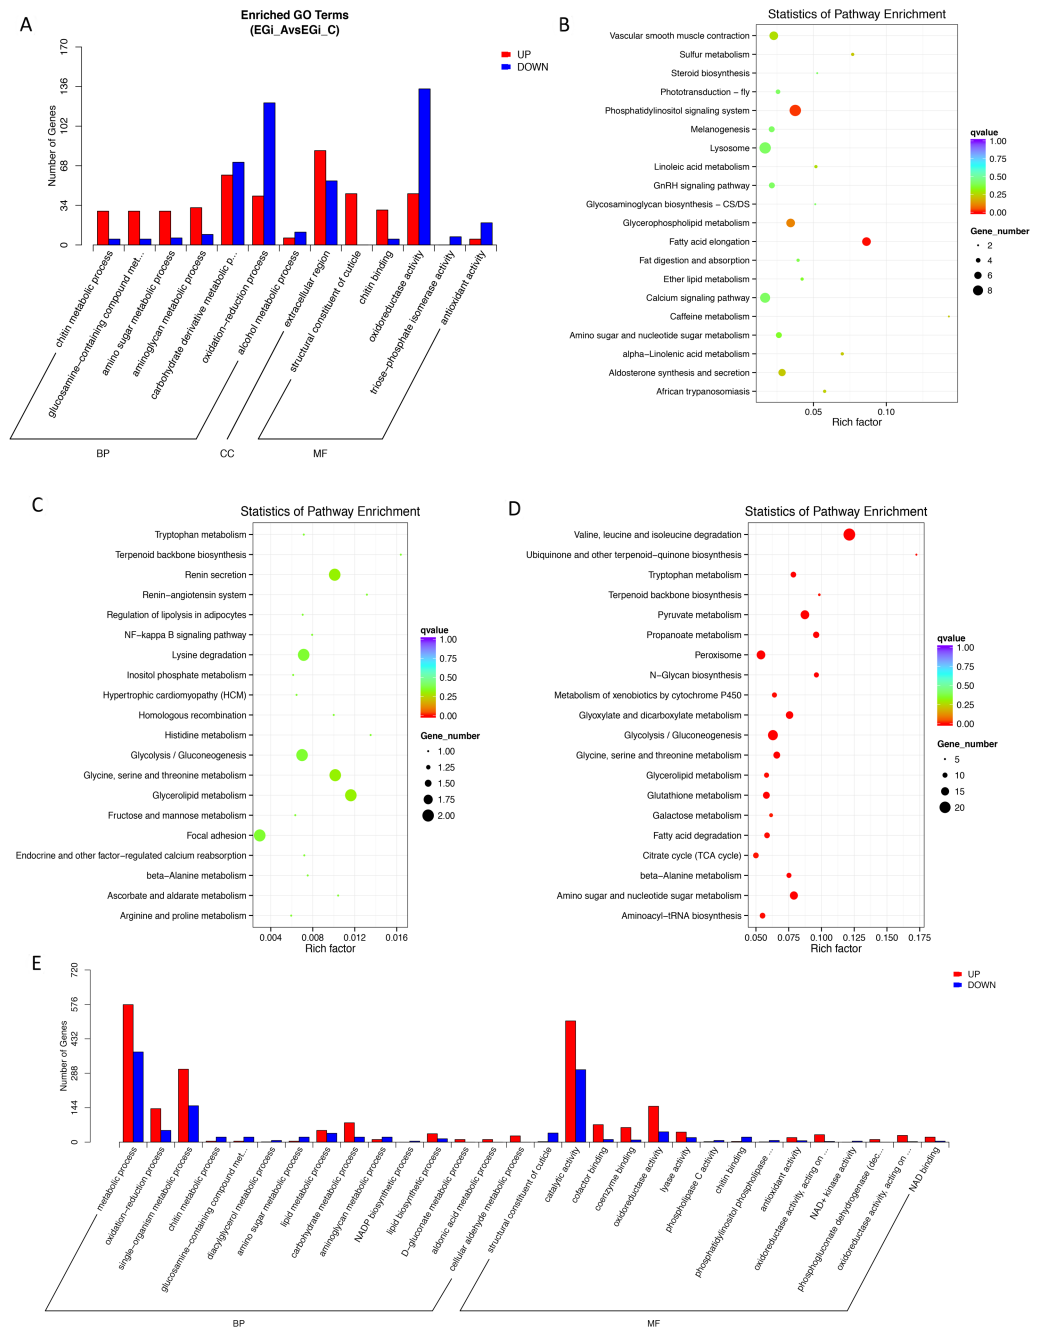 A
Enriched GO Terms
(EGi_AvsEGi_C)
Number of Genes
0
34
68
102
136
170
UP
DOWN
chitin metabolic process
glucosamine−containing compound met...
amino sugar metabolic process
aminoglycan metabolic process
carbohydrate derivative metabolic p...
oxidation−reduction process
alcohol metabolic process
extracellular region
structural constituent of cuticle
chitin binding
oxidoreductase activity
triose−phosphate isomerase activity
antioxidant activity
BP
CC
MF
B
Statistics of Pathway Enrichment
Vascular smooth muscle contraction
Sulfur metabolism
Steroid biosynthesis
Phototransduction − fly
Phosphatidylinositol signaling system
Melanogenesis
Lysosome
Linoleic acid metabolism
GnRH signaling pathway
Glycosaminoglycan biosynthesis − CS/DS
Glycerophospholipid metabolism
Fatty acid elongation
Fat digestion and absorption
Ether lipid metabolism
Calcium signaling pathway
Caffeine metabolism
Amino sugar and nucleotide sugar metabolism
alpha−Linolenic acid metabolism
Aldosterone synthesis and secretion
African trypanosomiasis
0.05 0.10
Rich factor
qvalue
1.00
0.75
0.50
0.25
0.00
Gene_number
2
4
6
8
C
Statistics of Pathway Enrichment
Tryptophan metabolism
Terpenoid backbone biosynthesis
Renin secretion
Renin−angiotensin system
Regulation of lipolysis in adipocytes
NF−kappa B signaling pathway
Lysine degradation
Inositol phosphate metabolism
Hypertrophic cardiomyopathy (HCM)
Homologous recombination
Histidine metabolism
Glycolysis / Gluconeogenesis
Glycine, serine and threonine metabolism
Glycerolipid metabolism
Fructose and mannose metabolism
Focal adhesion
Endocrine and other factor−regulated calcium reabsorption
beta−Alanine metabolism
Ascorbate and aldarate metabolism
Arginine and proline metabolism
0.004 0.008 0.012 0.016
Rich factor
qvalue
1.00
0.75
0.50
0.25
0.00
Gene_number
1.00
1.25
1.50
1.75
2.00
D
Statistics of Pathway Enrichment
Valine, leucine and isoleucine degradation
Ubiquinone and other terpenoid−quinone biosynthesis
Tryptophan metabolism
Terpenoid backbone biosynthesis
Pyruvate metabolism
Propanoate metabolism
Peroxisome
N−Glycan biosynthesis
Metabolism of xenobiotics by cytochrome P450
Glyoxylate and dicarboxylate metabolism
Glycolysis / Gluconeogenesis
Glycine, serine and threonine metabolism
Glycerolipid metabolism
Glutathione metabolism
Galactose metabolism
Fatty acid degradation
Citrate cycle (TCA cycle)
beta−Alanine metabolism
Amino sugar and nucleotide sugar metabolism
Aminoacyl−tRNA biosynthesis
0.050 0.075 0.100 0.125 0.150 0.175
Rich factor
qvalue
1.00
0.75
0.50
0.25
0.00
Gene_number
5
10
15
20
E
Number of Genes
0
144
288
432
576
720
UP
DOWN
metabolic process
oxidation−reduction process
single−organism metabolic process
chitin metabolic process
glucosamine−containing compound met...
diacylglycerol metabolic process
amino sugar metabolic process
lipid metabolic process
carbohydrate metabolic process
aminoglycan metabolic process
NADP biosynthetic process
lipid biosynthetic process
D−gluconate metabolic process
aldonic acid metabolic process
cellular aldehyde metabolic process
structural constituent of cuticle
catalytic activity
cofactor binding
coenzyme binding
oxidoreductase activity
lyase activity
phospholipase C activity
chitin binding
phosphatidylinositol phospholipase ...
antioxidant activity
oxidoreductase activity, acting on ...
NAD+ kinase activity
phosphogluconate dehydrogenase (dec...
oxidoreductase activity, acting on ...
NAD binding
BP
MF